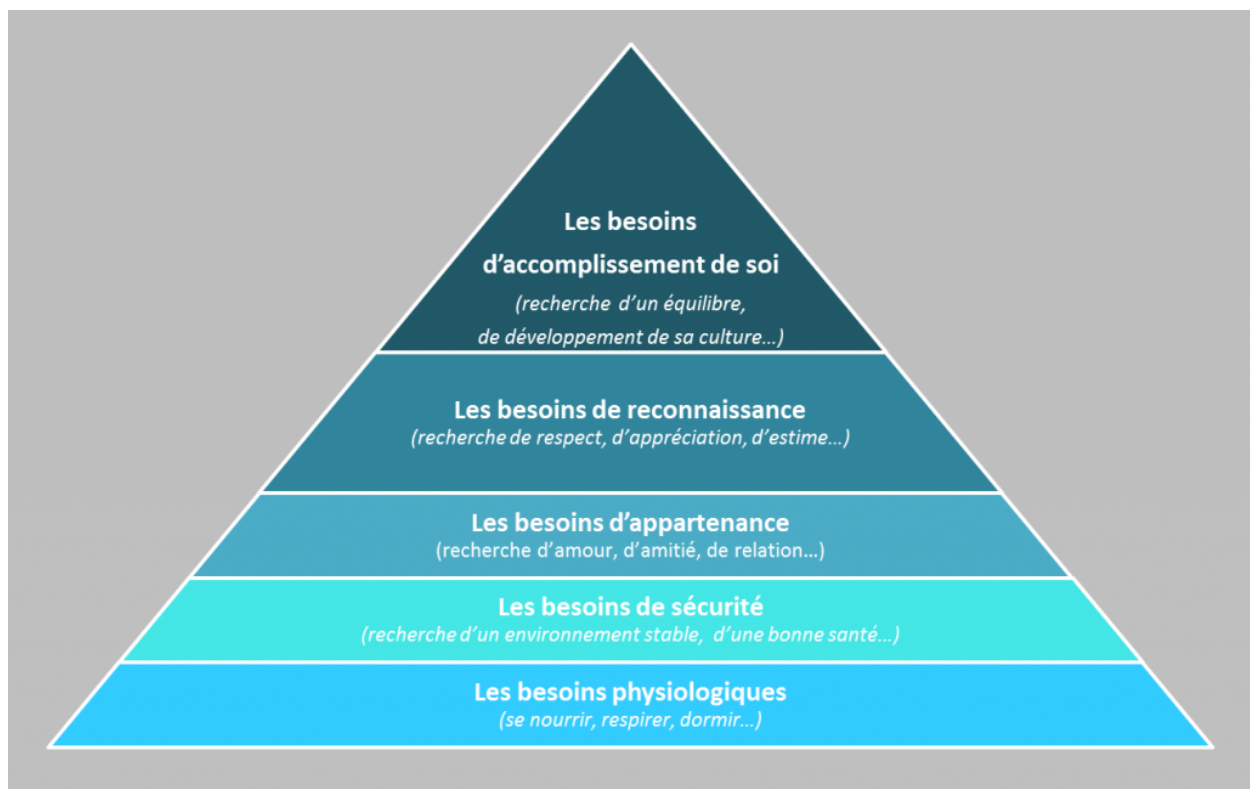 Les besoins
d’accomplissement de soi
(recherche d’un équilibre,
de développement de sa culture…)
Les besoins de reconnaissance
(recherche de respect, d’appréciation, d’estime…)
Les besoins d’appartenance
(recherche d’amour, d’amitié, de relation…)
Les besoins de sécurité
(recherche d’un environnement stable, d’une bonne santé…)
Les besoins physiologiques
(se nourrir, respirer, dormir…)